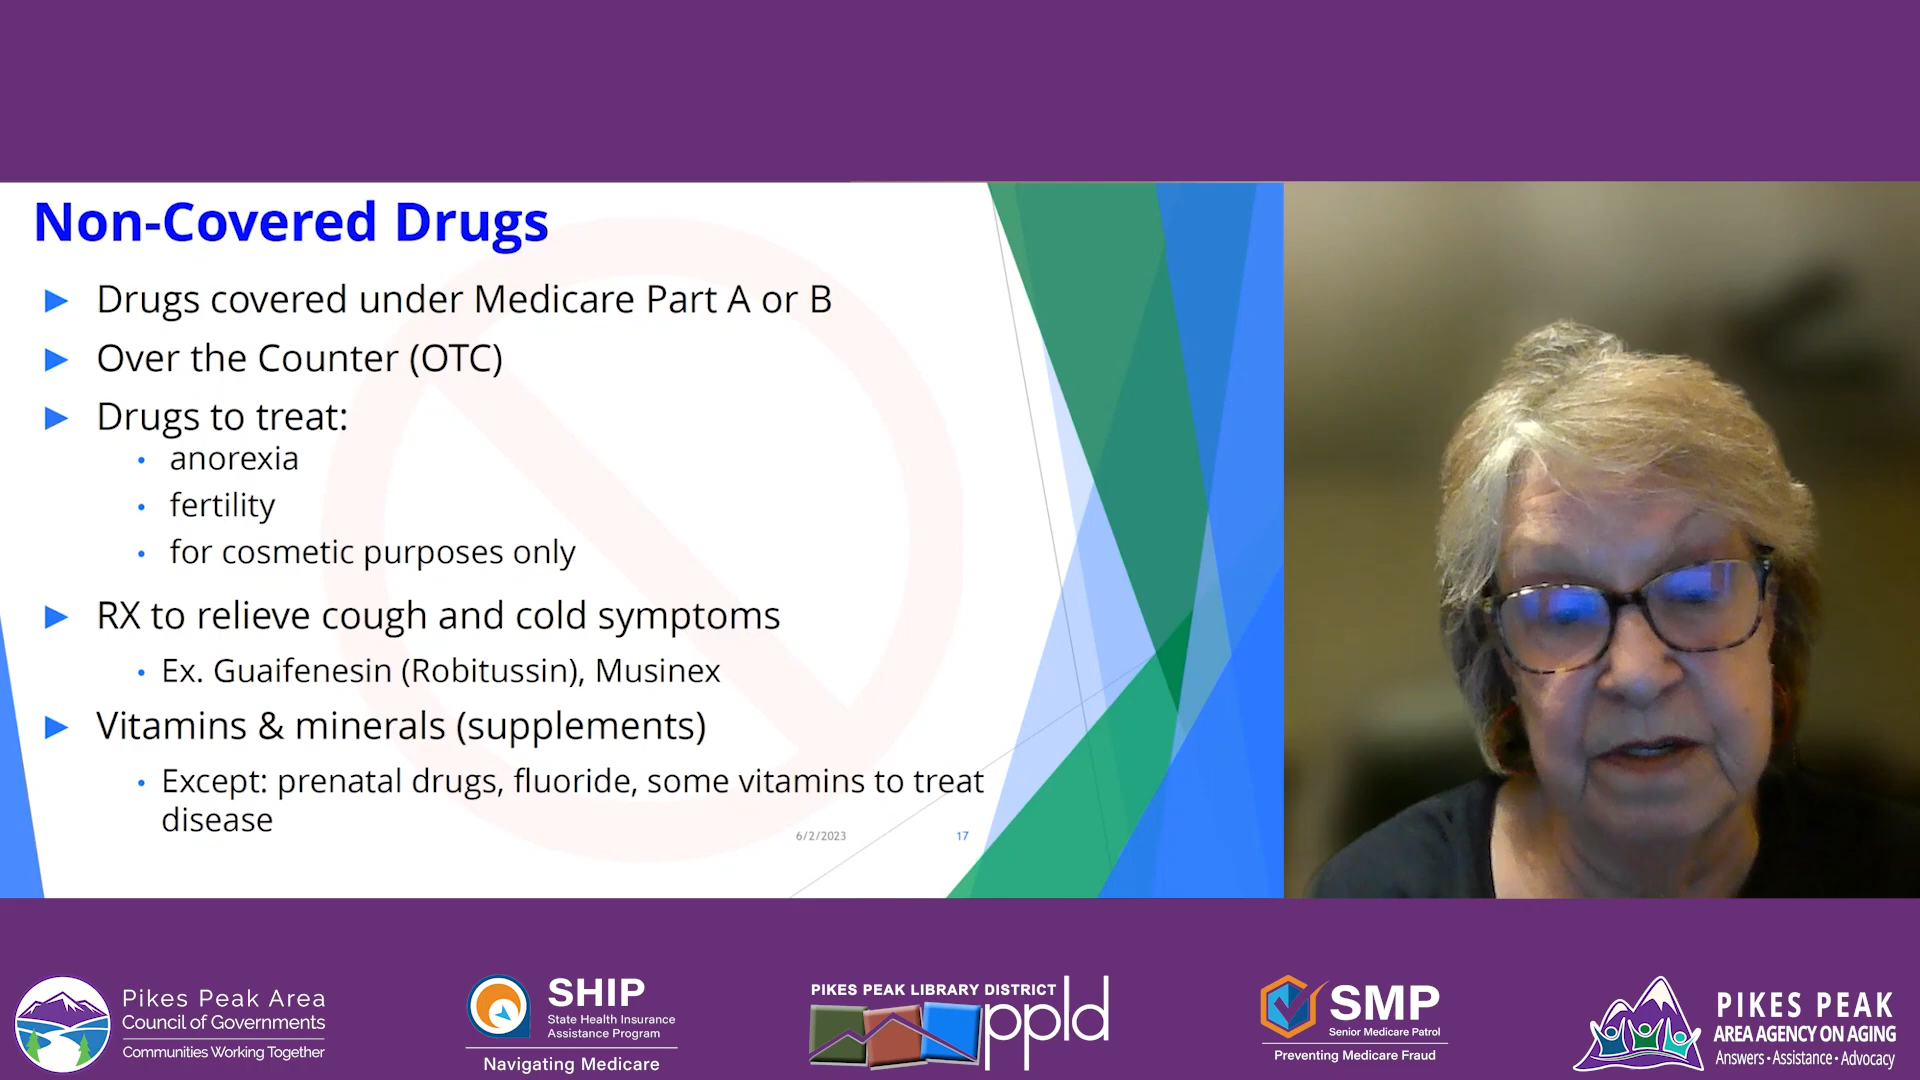 Non-Covered Drugs
Drugs covered under Medicare Part A or B
Over the Counter (OTC)
Drugs to treat:
anorexia
fertility
for cosmetic purposes only
RX to relieve cough and cold symptoms
Ex. Guaifenesin (Robitussin), Musinex
Vitamins & minerals (supplements)
Except: prenatal drugs, fluoride, some vitamins to treat
disease
6/2/2023
17
Pikes Peak Area
Council of Governments
Communities Working Together
SHIP
State Health Insurance
Assistance Program
Navigating Medicare
PIKES PEAK LIBRARY DISTRICT
ppld
SMP
Senior Medicare Patrol
Preventing Medicare Fraud
PIKES PEAK
AREA AGENCY ON AGING
Answers • Assistance • Advocacy